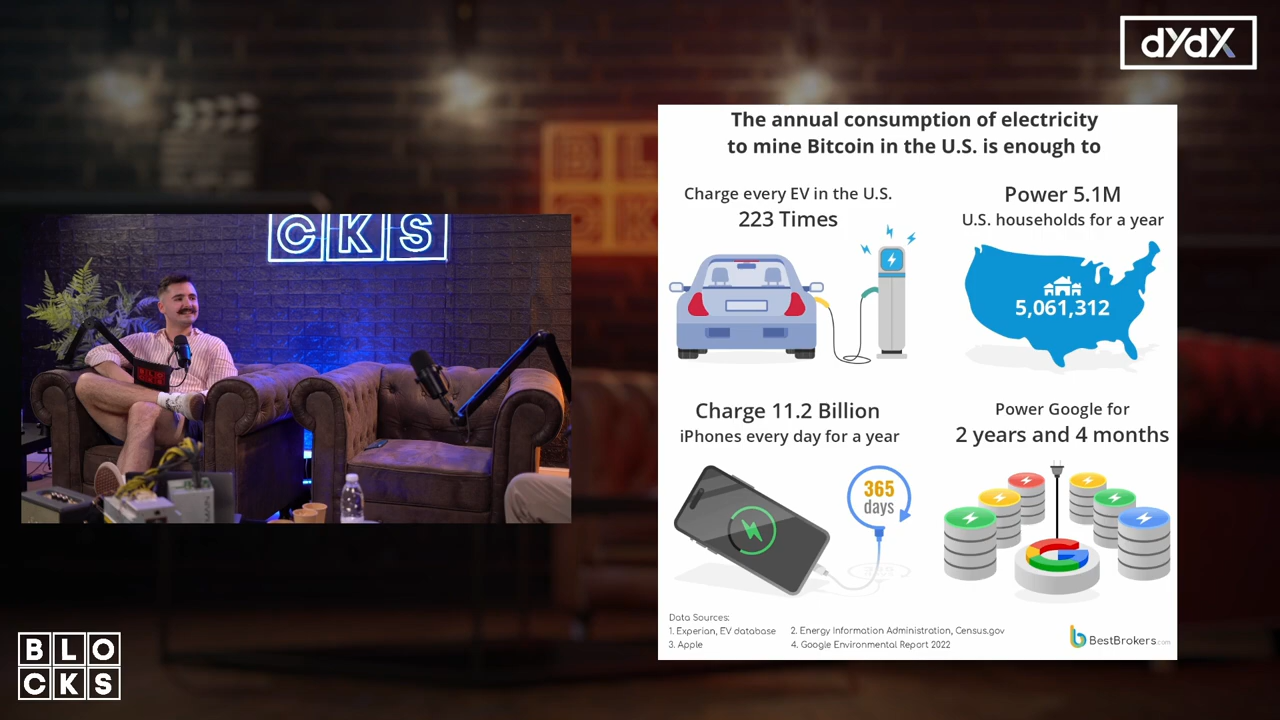 dYdX
The annual consumption of electricity
to mine Bitcoin in the U.S. is enough to
Charge every EV in the U.S.
223 Times
Power 5.1M
U.S. households for a year
5,061,312
Charge 11.2 Billion
iPhones every day for a year
365
days
Power Google for
2 years and 4 months
Data Sources:
1. Experian, EV database
2. Energy Information Administration, Census.gov
3. Apple
4. Google Environmental Report 2022
BestBrokers.com
CKS
BLO
CKS